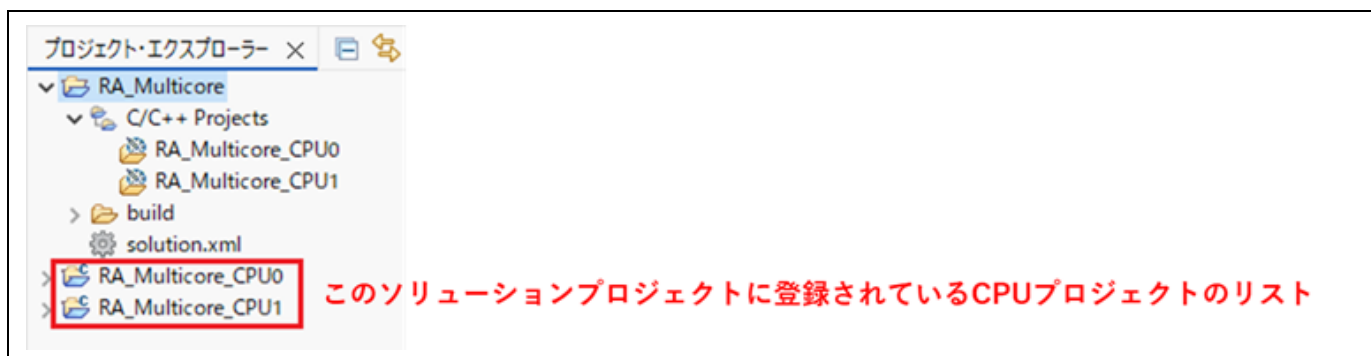 プロジェクト・エクスプローラー
RA_Multicore
C/C++ Projects
RA_Multicore_CPU0
RA_Multicore_CPU1
build
solution.xml
RA_Multicore_CPU0
RA_Multicore_CPU1
このソリューションプロジェクトに登録されているCPUプロジェクトのリスト